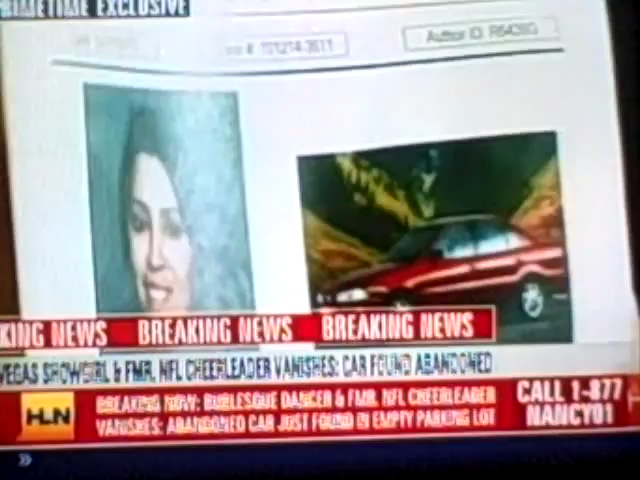 PRIMETIME EXCLUSIVE
Author ID: R6428G
KING NEWS BREAKING NEWS BREAKING NEWS
VEGAS SHOWGIRL & FMR. NFL CHEERLEADER VANISHES: CAR FOUND ABANDONED
HLN
BREAKING NOW: BURLESQUE DANCER & FMR. NFL CHEERLEADER
VANISHES: ABANDONED CAR JUST FOUND IN EMPTY PARKING LOT
CALL 1-877
NANCY01
»